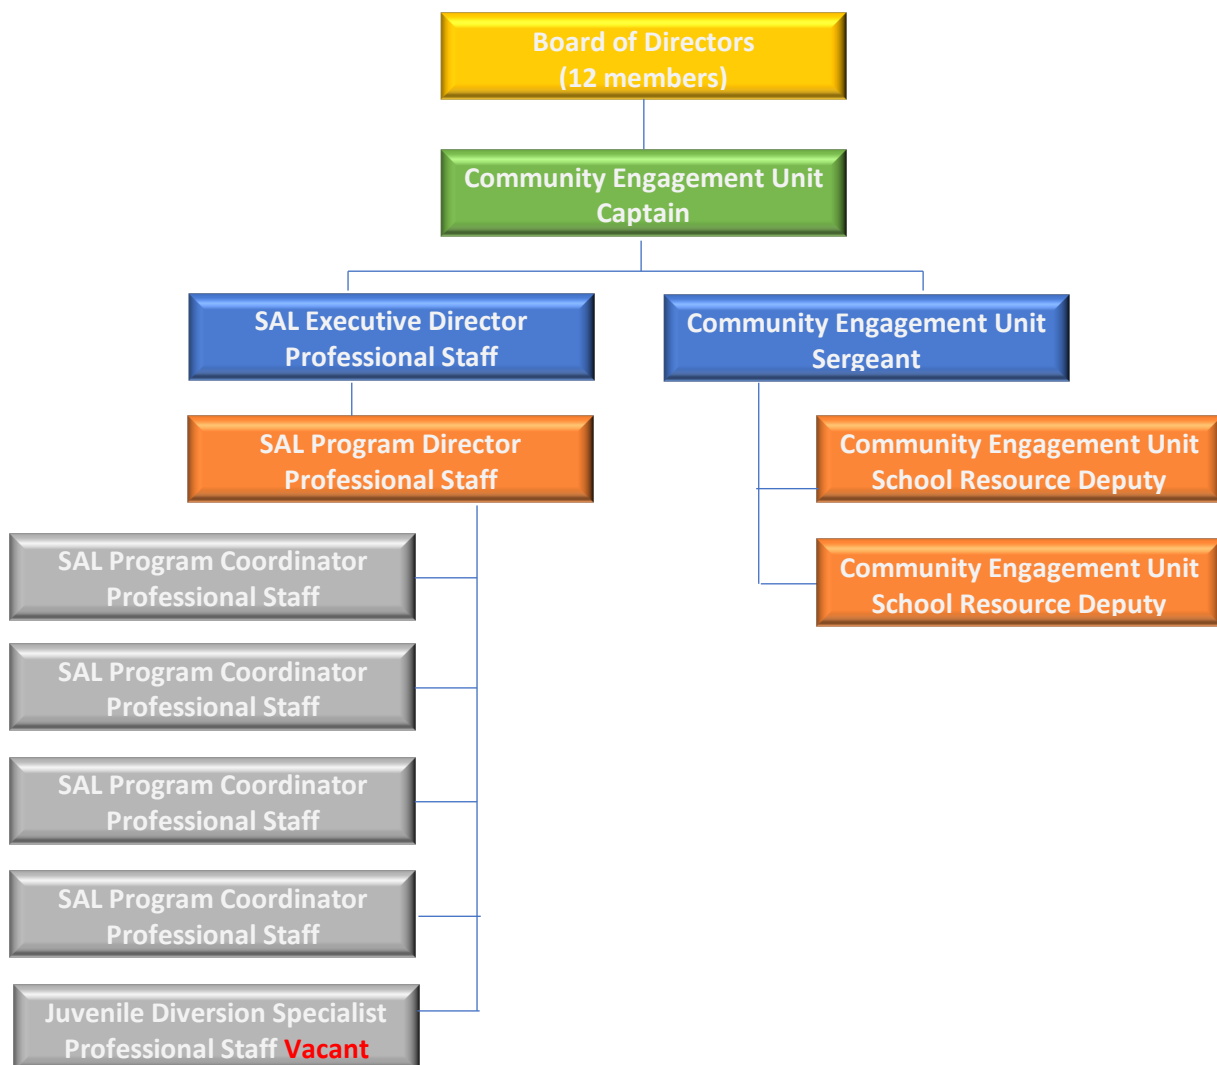 Board of Directors
(12 members)
Community Engagement Unit
Captain
SAL Executive Director
Professional Staff
Community Engagement Unit
Sergeant
SAL Program Director
Professional Staff
Community Engagement Unit
School Resource Deputy
SAL Program Coordinator
Professional Staff
Community Engagement Unit
School Resource Deputy
SAL Program Coordinator
Professional Staff
SAL Program Coordinator
Professional Staff
SAL Program Coordinator
Professional Staff
Juvenile Diversion Specialist
Professional Staff Vacant